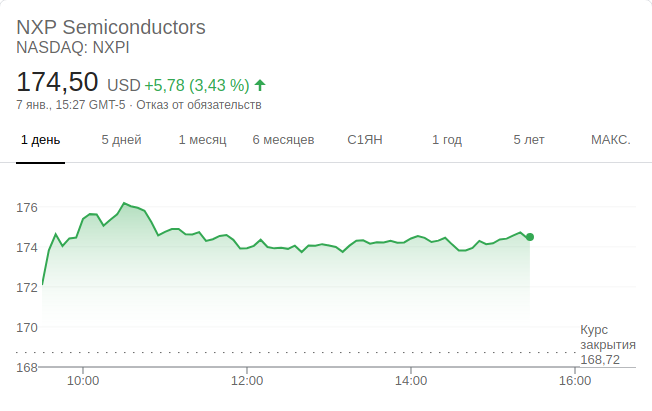 NXP Semiconductors
NASDAQ: NXPI
174,50 USD +5,78 (3,43 %)
7 янв., 15:27 GMT-5 · Отказ от обязательств
1 день 5 дней 1 месяц 6 месяцев С1ЯН 1 год 5 лет МАКС.
176
174
172
170
168
Курс
закрытия
168,72
10:00 12:00 14:00 16:00